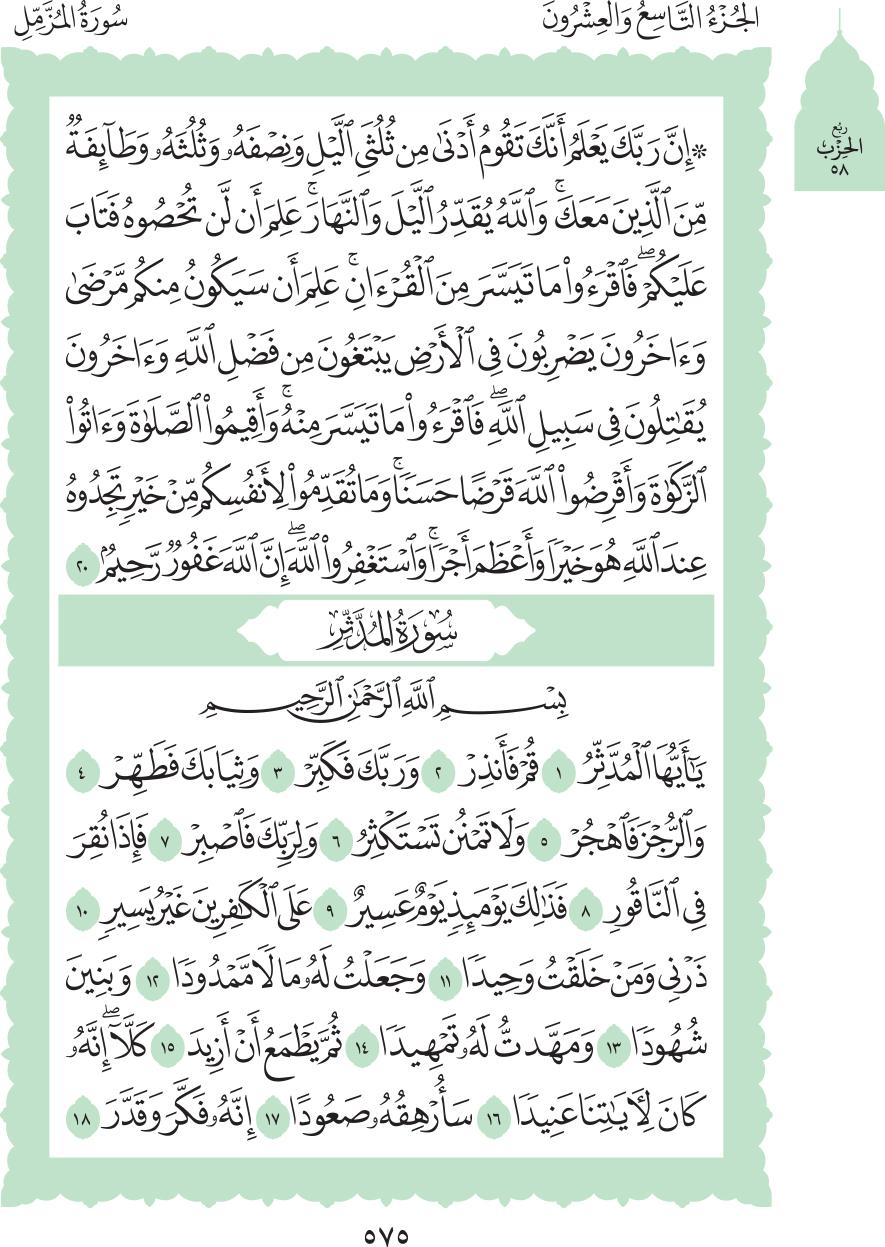 الجُزْءُ التَّاسِعُ وَالعِشْرُونَ
سُورَةُ المُزَّمِّل
رُبُع
الحِزْب
٥٨
۞إِنَّ رَبَّكَ يَعْلَمُ أَنَّكَ تَقُومُ أَدْنَىٰ مِن ثُلُثَيِ ٱلَّيْلِ وَنِصْفَهُۥ وَثُلُثَهُۥ وَطَآئِفَةٌ
مِّنَ ٱلَّذِينَ مَعَكَۚ وَٱللَّهُ يُقَدِّرُ ٱلَّيْلَ وَٱلنَّهَارَۚ عَلِمَ أَن لَّن تُحْصُوهُ فَتَابَ
عَلَيْكُمْۖ فَٱقْرَءُوا۟ مَا تَيَسَّرَ مِنَ ٱلْقُرْءَانِۚ عَلِمَ أَن سَيَكُونُ مِنكُم مَّرْضَىٰ
وَءَاخَرُونَ يَضْرِبُونَ فِى ٱلْأَرْضِ يَبْتَغُونَ مِن فَضْلِ ٱللَّهِ وَءَاخَرُونَ
يُقَٰتِلُونَ فِى سَبِيلِ ٱللَّهِۖ فَٱقْرَءُوا۟ مَا تَيَسَّرَ مِنْهُۚ وَأَقِيمُوا۟ ٱلصَّلَوٰةَ وَءَاتُوا۟
ٱلزَّكَوٰةَ وَأَقْرِضُوا۟ ٱللَّهَ قَرْضًا حَسَنًاۚ وَمَا تُقَدِّمُوا۟ لِأَنفُسِكُم مِّنْ خَيْرٍ تَجِدُوهُ
عِندَ ٱللَّهِ هُوَ خَيْرًا وَأَعْظَمَ أَجْرًاۚ وَٱسْتَغْفِرُوا۟ ٱللَّهَۖ إِنَّ ٱللَّهَ غَفُورٌ رَّحِيمٌۢ ٢٠
سُورَةُ المُدَّثِّر
بِسْمِ ٱللَّهِ ٱلرَّحْمَٰنِ ٱلرَّحِيمِ
يَٰٓأَيُّهَا ٱلْمُدَّثِّرُ ١ قُمْ فَأَنذِرْ ٢ وَرَبَّكَ فَكَبِّرْ ٣ وَثِيَابَكَ فَطَهِّرْ ٤
وَٱلرُّجْزَ فَٱهْجُرْ ٥ وَلَا تَمْنُن تَسْتَكْثِرُ ٦ وَلِرَبِّكَ فَٱصْبِرْ ٧ فَإِذَا نُقِرَ
فِى ٱلنَّاقُورِ ٨ فَذَٰلِكَ يَوْمَئِذٍ يَوْمٌ عَسِيرٌ ٩ عَلَى ٱلْكَٰفِرِينَ غَيْرُ يَسِيرٍ ١٠
ذَرْنِى وَمَنْ خَلَقْتُ وَحِيدًا ١١ وَجَعَلْتُ لَهُۥ مَالًا مَّمْدُودًا ١٢ وَبَنِينَ
شُهُودًا ١٣ وَمَهَّدتُّ لَهُۥ تَمْهِيدًا ١٤ ثُمَّ يَطْمَعُ أَنْ أَزِيدَ ١٥ كَلَّآۖ إِنَّهُۥ
كَانَ لِءَايَٰتِنَا عَنِيدًا ١٦ سَأُرْهِقُهُۥ صَعُودًا ١٧ إِنَّهُۥ فَكَّرَ وَقَدَّرَ ١٨
٥٧٥